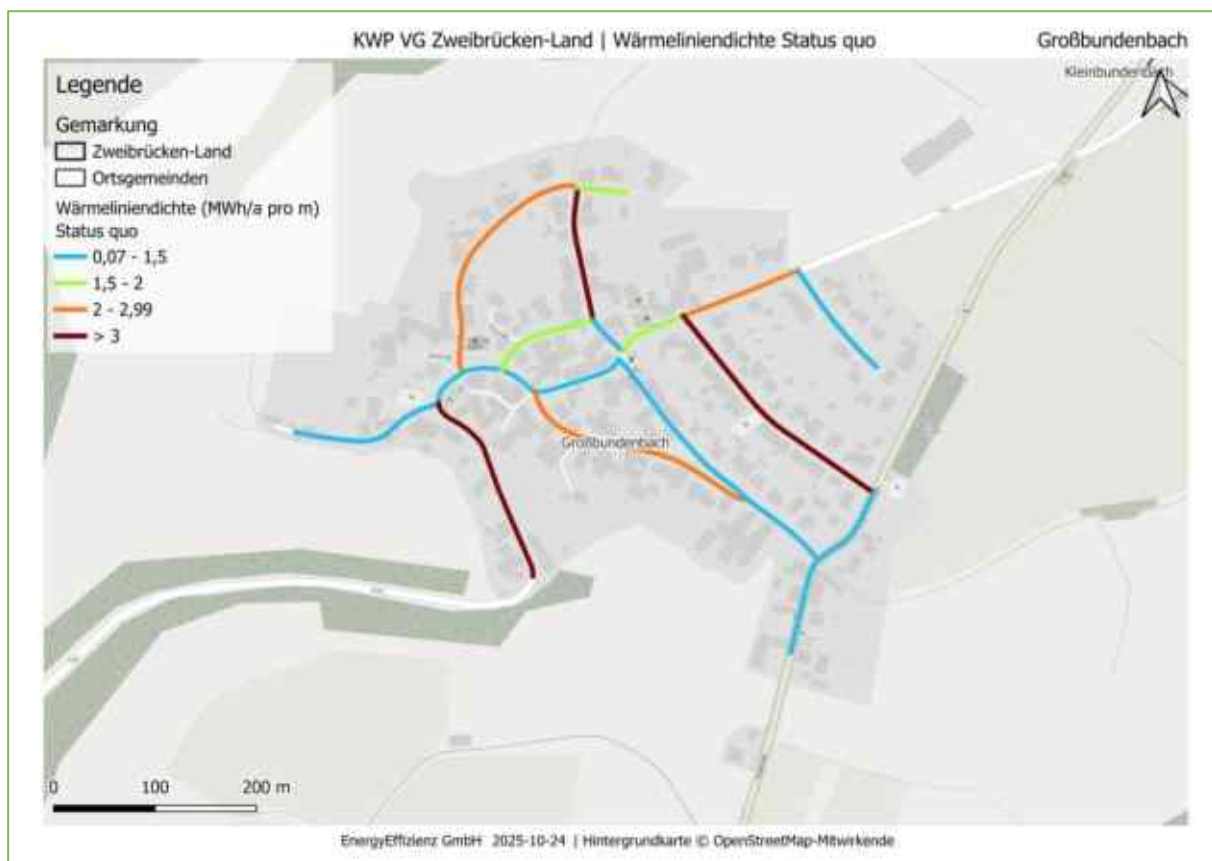 KWP VG Zweibrücken-Land | Wärmeliniendichte Status quo
Großbundenbach
Kleinbundenbach
Legende
Gemarkung
Zweibrücken-Land
Ortsgemeinden
Wärmeliniendichte (MWh/a pro m)
Status quo
0,07 - 1,5
1,5 - 2
2 - 2,99
> 3
Großbundenbach
0 100 200 m
EnergyEffizienz GmbH 2025-10-24 | Hintergrundkarte © OpenStreetMap-Mitwirkende